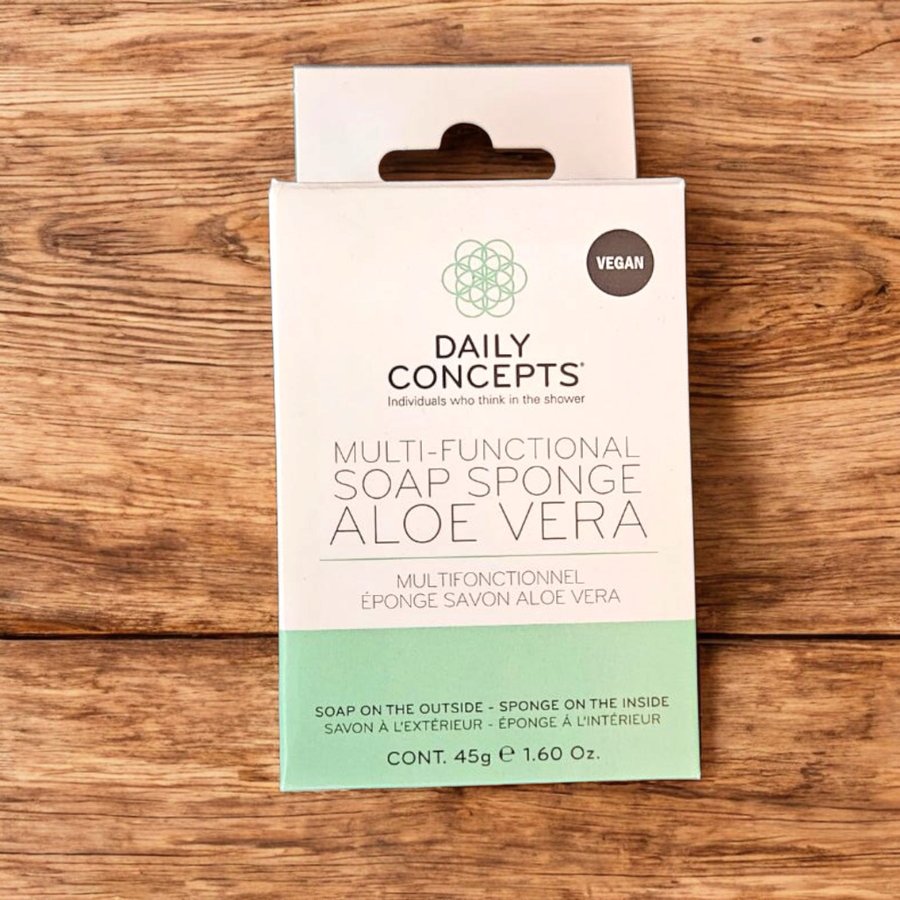 VEGAN
DAILY
CONCEPTS®
Individuals who think in the shower
MULTI-FUNCTIONAL
SOAP SPONGE
ALOE VERA
MULTIFONCTIONNEL
ÉPONGE SAVON ALOE VERA
SOAP ON THE OUTSIDE - SPONGE ON THE INSIDE
SAVON À L'EXTÉRIEUR - ÉPONGE Á L'INTÉRIEUR
CONT. 45g ℮ 1.60 Oz.